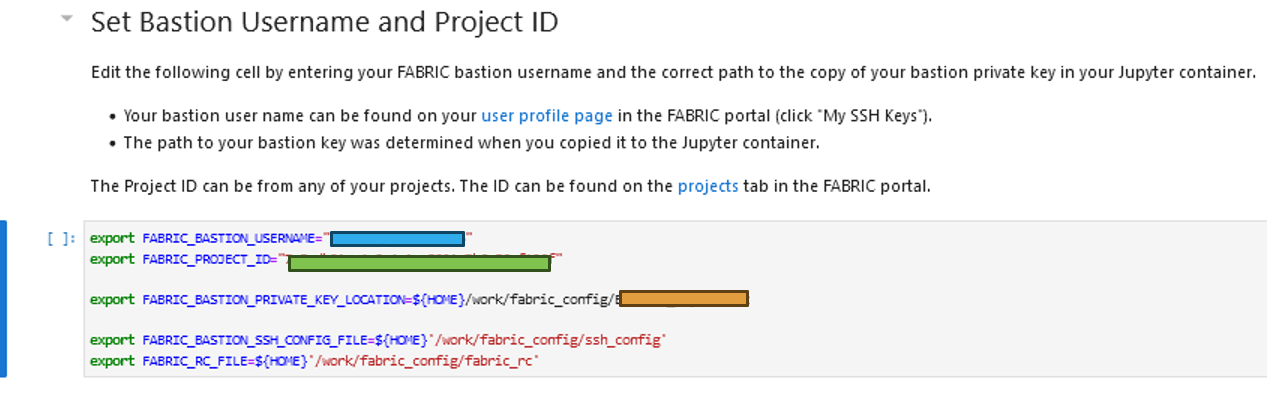 Set Bastion Username and Project ID
Edit the following cell by entering your FABRIC bastion username and the correct path to the copy of your bastion private key in your Jupyter container.
• Your bastion user name can be found on your user profile page in the FABRIC portal (click "My SSH Keys").
• The path to your bastion key was determined when you copied it to the Jupyter container.
The Project ID can be from any of your projects. The ID can be found on the projects tab in the FABRIC portal.
[ ]: export FABRIC_BASTION_USERNAME=""
export FABRIC_PROJECT_ID=""
export FABRIC_BASTION_PRIVATE_KEY_LOCATION=${HOME}/work/fabric_config/
export FABRIC_BASTION_SSH_CONFIG_FILE=${HOME}'/work/fabric_config/ssh_config'
export FABRIC_RC_FILE=${HOME}'/work/fabric_config/fabric_rc'